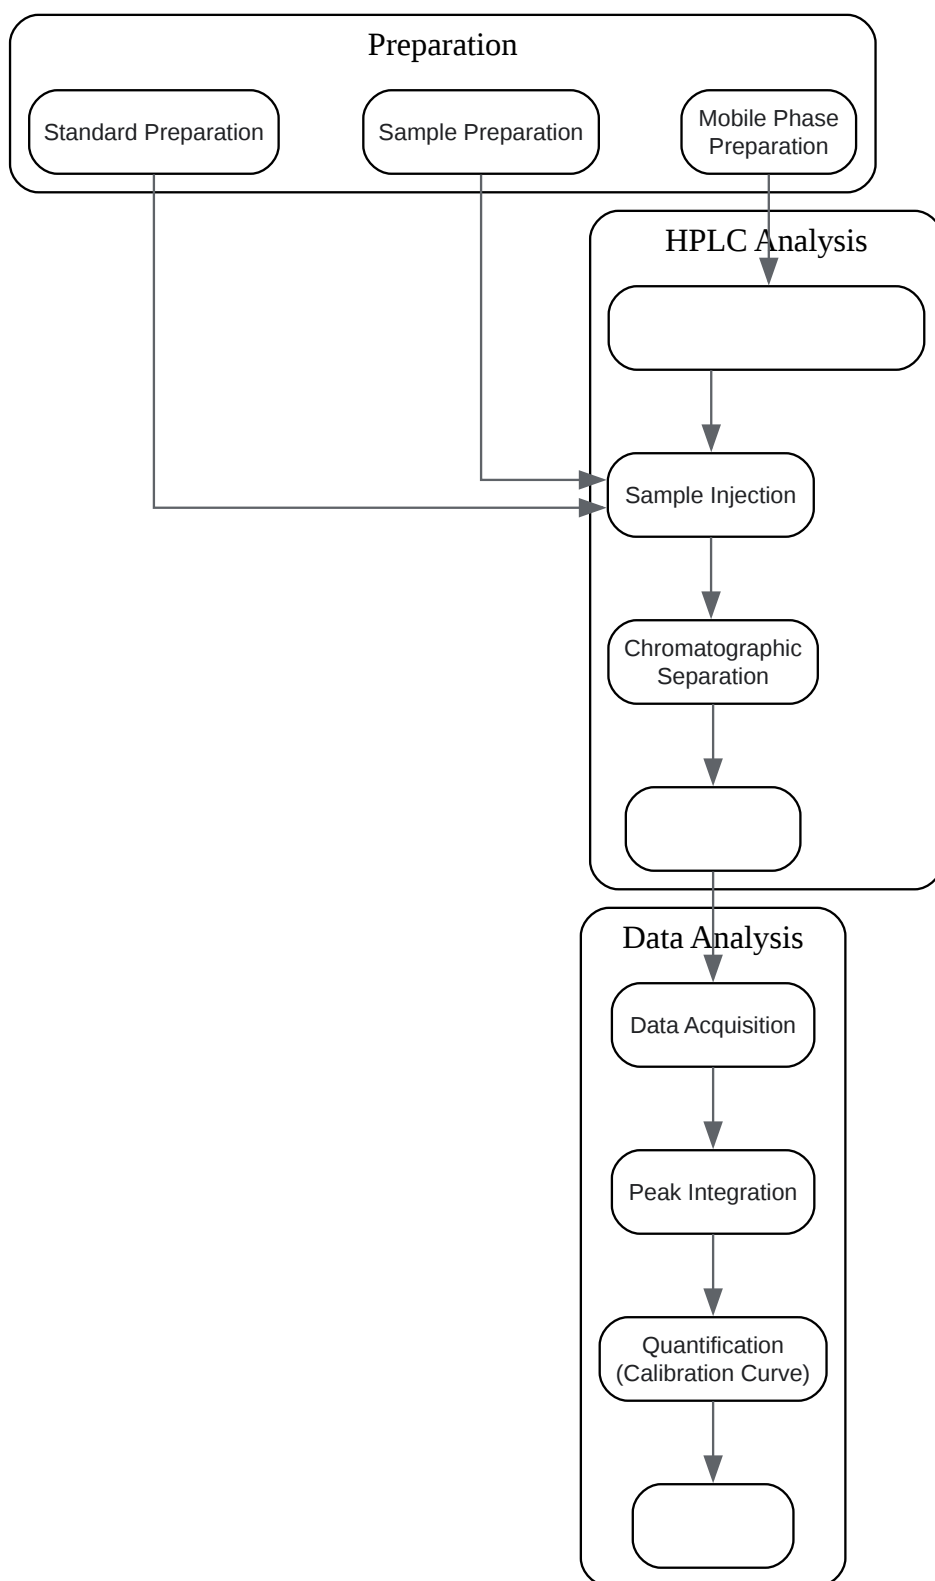 Preparation
Standard Preparation
Sample Preparation
Mobile Phase
Preparation
HPLC Analysis
Sample Injection
Chromatographic
Separation
Data Analysis
Data Acquisition
Peak Integration
Quantification
(Calibration Curve)